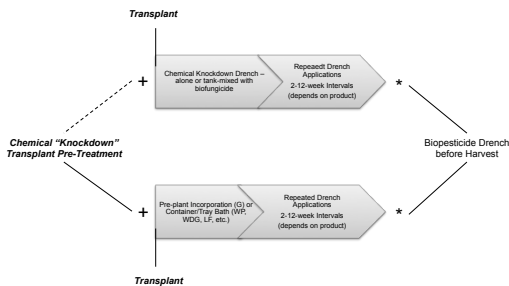 Transplant
+
Chemical Knockdown Drench –
alone or tank-mixed with
biofungicide
Repeaedt Drench
Applications
2-12-week Intervals
(depends on product)
*
Chemical “Knockdown”
Transplant Pre-Treatment
Biopesticide Drench
before Harvest
+
Pre-plant Incorporation (G) or
Container/Tray Bath (WP,
WDG, LF, etc.)
Repeated Drench
Applications
2-12-week Intervals
(depends on product)
*
Transplant